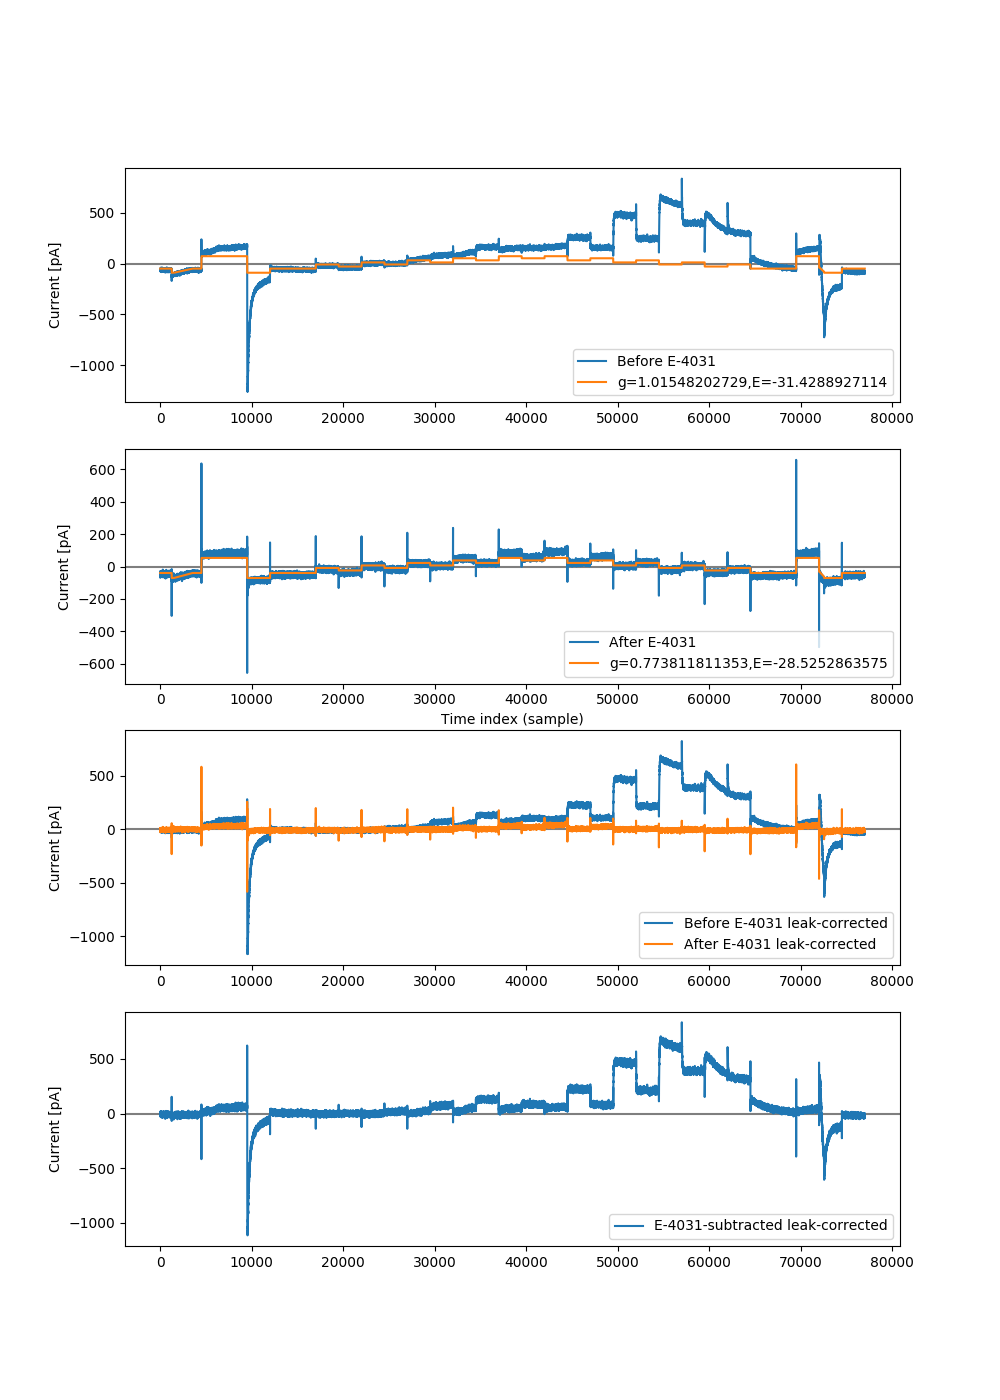 500
0
−500
−1000
Current [pA]
Before E-4031
g=1.01548202729,E=-31.4288927114
0 10000 20000 30000 40000 50000 60000 70000 80000
600
400
200
0
−200
−400
−600
Current [pA]
After E-4031
g=0.773811811353,E=-28.5252863575
0 10000 20000 30000 40000 50000 60000 70000 80000
Time index (sample)
500
0
−500
−1000
Current [pA]
Before E-4031 leak-corrected
After E-4031 leak-corrected
0 10000 20000 30000 40000 50000 60000 70000 80000
500
0
−500
−1000
Current [pA]
E-4031-subtracted leak-corrected
0 10000 20000 30000 40000 50000 60000 70000 80000